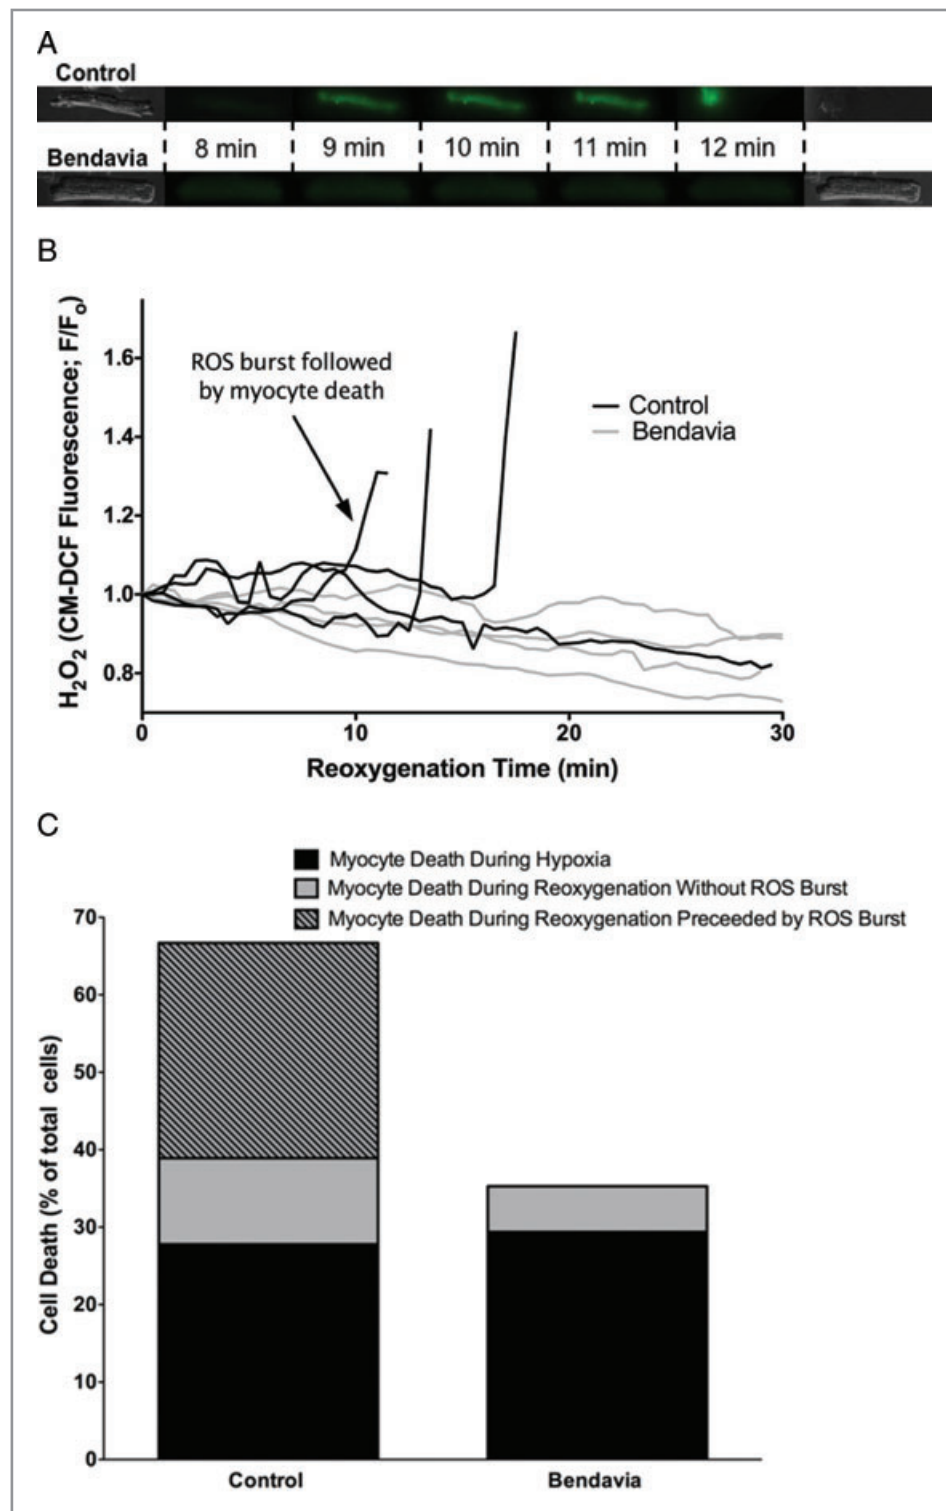 A
Control
8 min 9 min 10 min 11 min 12 min
Bendavia
B
H₂O₂ (CM-DCF Fluorescence; F/Fₒ)
1.6
1.4
1.2
1.0
0.8
ROS burst followed
by myocyte death
Control
Bendavia
0 10 20 30
Reoxygenation Time (min)
C
Myocyte Death During Hypoxia
Myocyte Death During Reoxygenation Without ROS Burst
Myocyte Death During Reoxygenation Preceeded by ROS Burst
Cell Death (% of total cells)
70
60
50
40
30
20
10
0
Control Bendavia